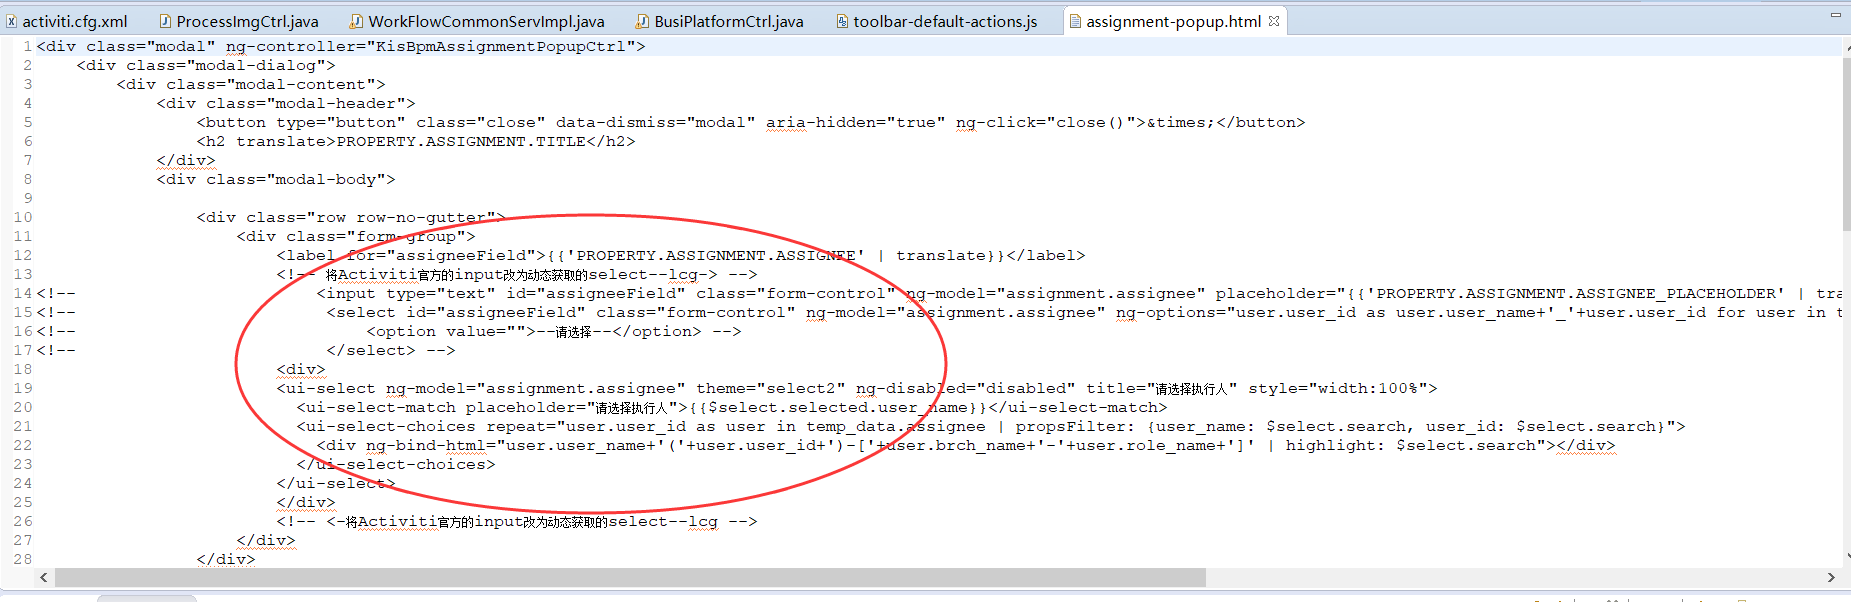 activiti.cfg.xml ProcessImgCtrl.java WorkFlowCommonServImpl.java BusiPlatformCtrl.java toolbar-default-actions.js assignment-popup.html
1 <div class="modal" ng-controller="KisBpmAssignmentPopupCtrl">
2 <div class="modal-dialog">
3 <div class="modal-content">
4 <div class="modal-header">
5 <button type="button" class="close" data-dismiss="modal" aria-hidden="true" ng-click="close()">&times;</button>
6 <h2 translate>PROPERTY.ASSIGNMENT.TITLE</h2>
7 </div>
8 <div class="modal-body">
9
10 <div class="row row-no-gutter">
11 <div class="form-group">
12 <label for="assigneeField">{{'PROPERTY.ASSIGNMENT.ASSIGNEE' | translate}}</label>
13 <!-- 将Activiti官方的input改为动态获取的select--lcg-> -->
14 <!-- <input type="text" id="assigneeField" class="form-control" ng-model="assignment.assignee" placeholder="{{'PROPERTY.ASSIGNMENT.ASSIGNEE_PLACEHOLDER' | tra
15 <!-- <select id="assigneeField" class="form-control" ng-model="assignment.assignee" ng-options="user.user_id as user.user_name+'_'+user.user_id for user in t
16 <!-- <option value="">--请选择--</option> -->
17 <!-- </select> -->
18 <div>
19 <ui-select ng-model="assignment.assignee" theme="select2" ng-disabled="disabled" title="请选择执行人" style="width:100%">
20 <ui-select-match placeholder="请选择执行人">{{$select.selected.user_name}}</ui-select-match>
21 <ui-select-choices repeat="user.user_id as user in temp_data.assignee | propsFilter: {user_name: $select.search, user_id: $select.search}">
22 <div ng-bind-html="user.user_name+'('+user.user_id+')-['+user.brch_name+'-'+user.role_name+']' | highlight: $select.search"></div>
23 </ui-select-choices>
24 </ui-select>
25 </div>
26 <!-- <-将Activiti官方的input改为动态获取的select--lcg -->
27 </div>
28 </div>